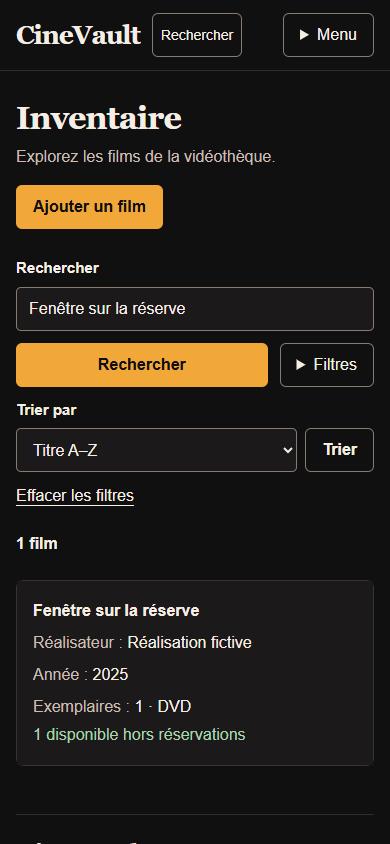 CineVault
Rechercher
Menu
Inventaire
Explorez les films de la vidéothèque.
Ajouter un film
Rechercher
Fenêtre sur la réserve
Rechercher
Filtres
Trier par
Titre A–Z
Trier
Effacer les filtres
1 film
Fenêtre sur la réserve
Réalisateur : Réalisation fictive
Année : 2025
Exemplaires : 1 · DVD
1 disponible hors réservations